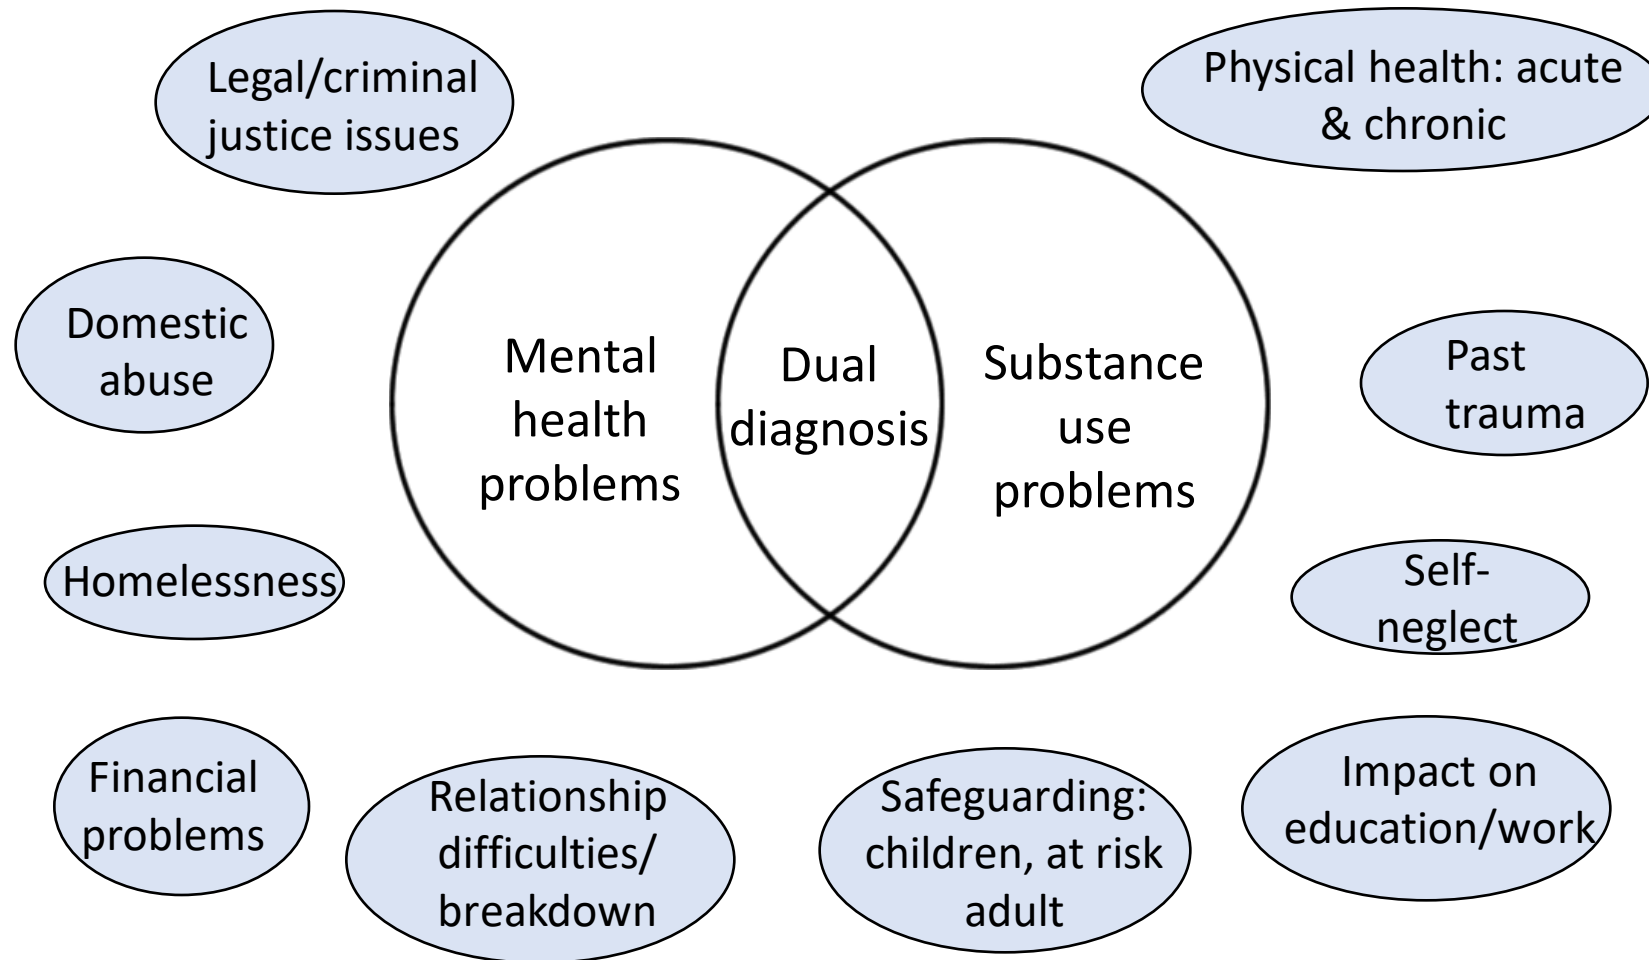 Legal/criminal
justice issues
Physical health: acute
& chronic
Domestic
abuse
Mental
health
problems
Dual
diagnosis
Substance
use
problems
Past
trauma
Homelessness
Self-
neglect
Financial
problems
Relationship
difficulties/
breakdown
Safeguarding:
children, at risk
adult
Impact on
education/work